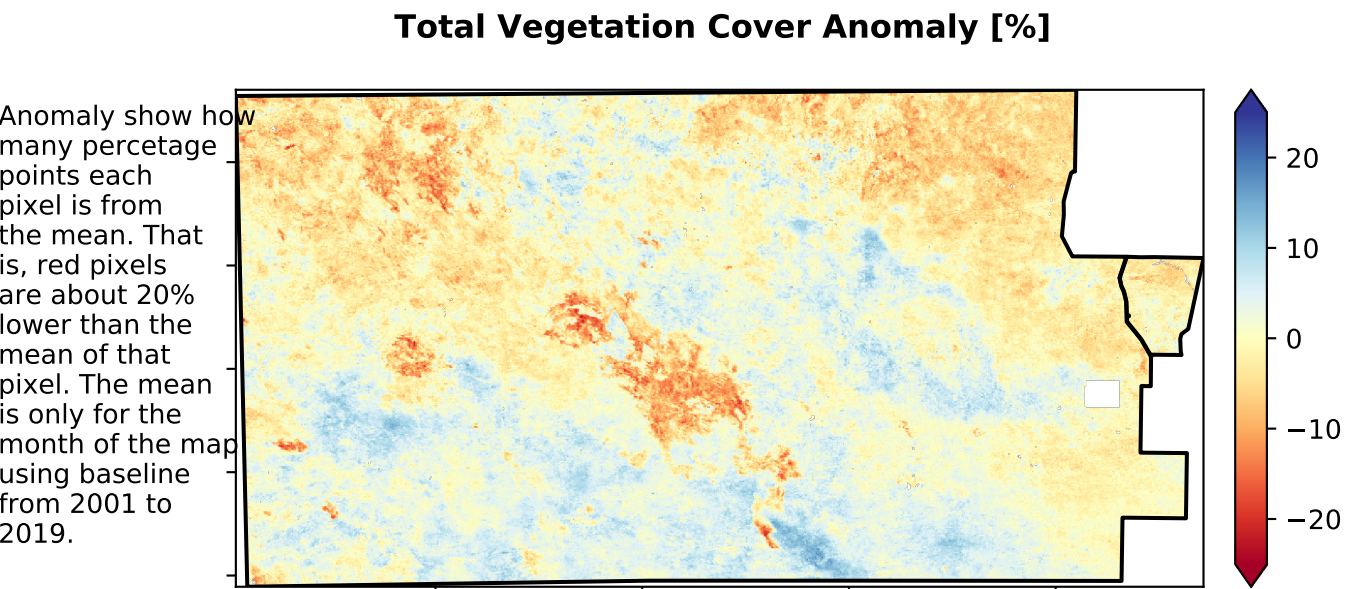 Total Vegetation Cover Anomaly [%]
Anomaly show how
many percetage
points each
pixel is from
the mean. That
is, red pixels
are about 20%
lower than the
mean of that
pixel. The mean
is only for the
month of the map
using baseline
from 2001 to
2019.
20
10
0
−10
−20